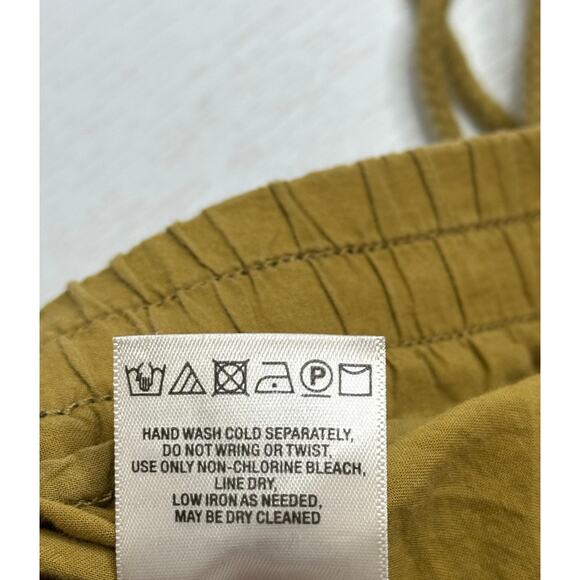 P
HAND WASH COLD SEPARATELY,
DO NOT WRING OR TWIST,
USE ONLY NON-CHLORINE BLEACH,
LINE DRY,
LOW IRON AS NEEDED,
MAY BE DRY CLEANED